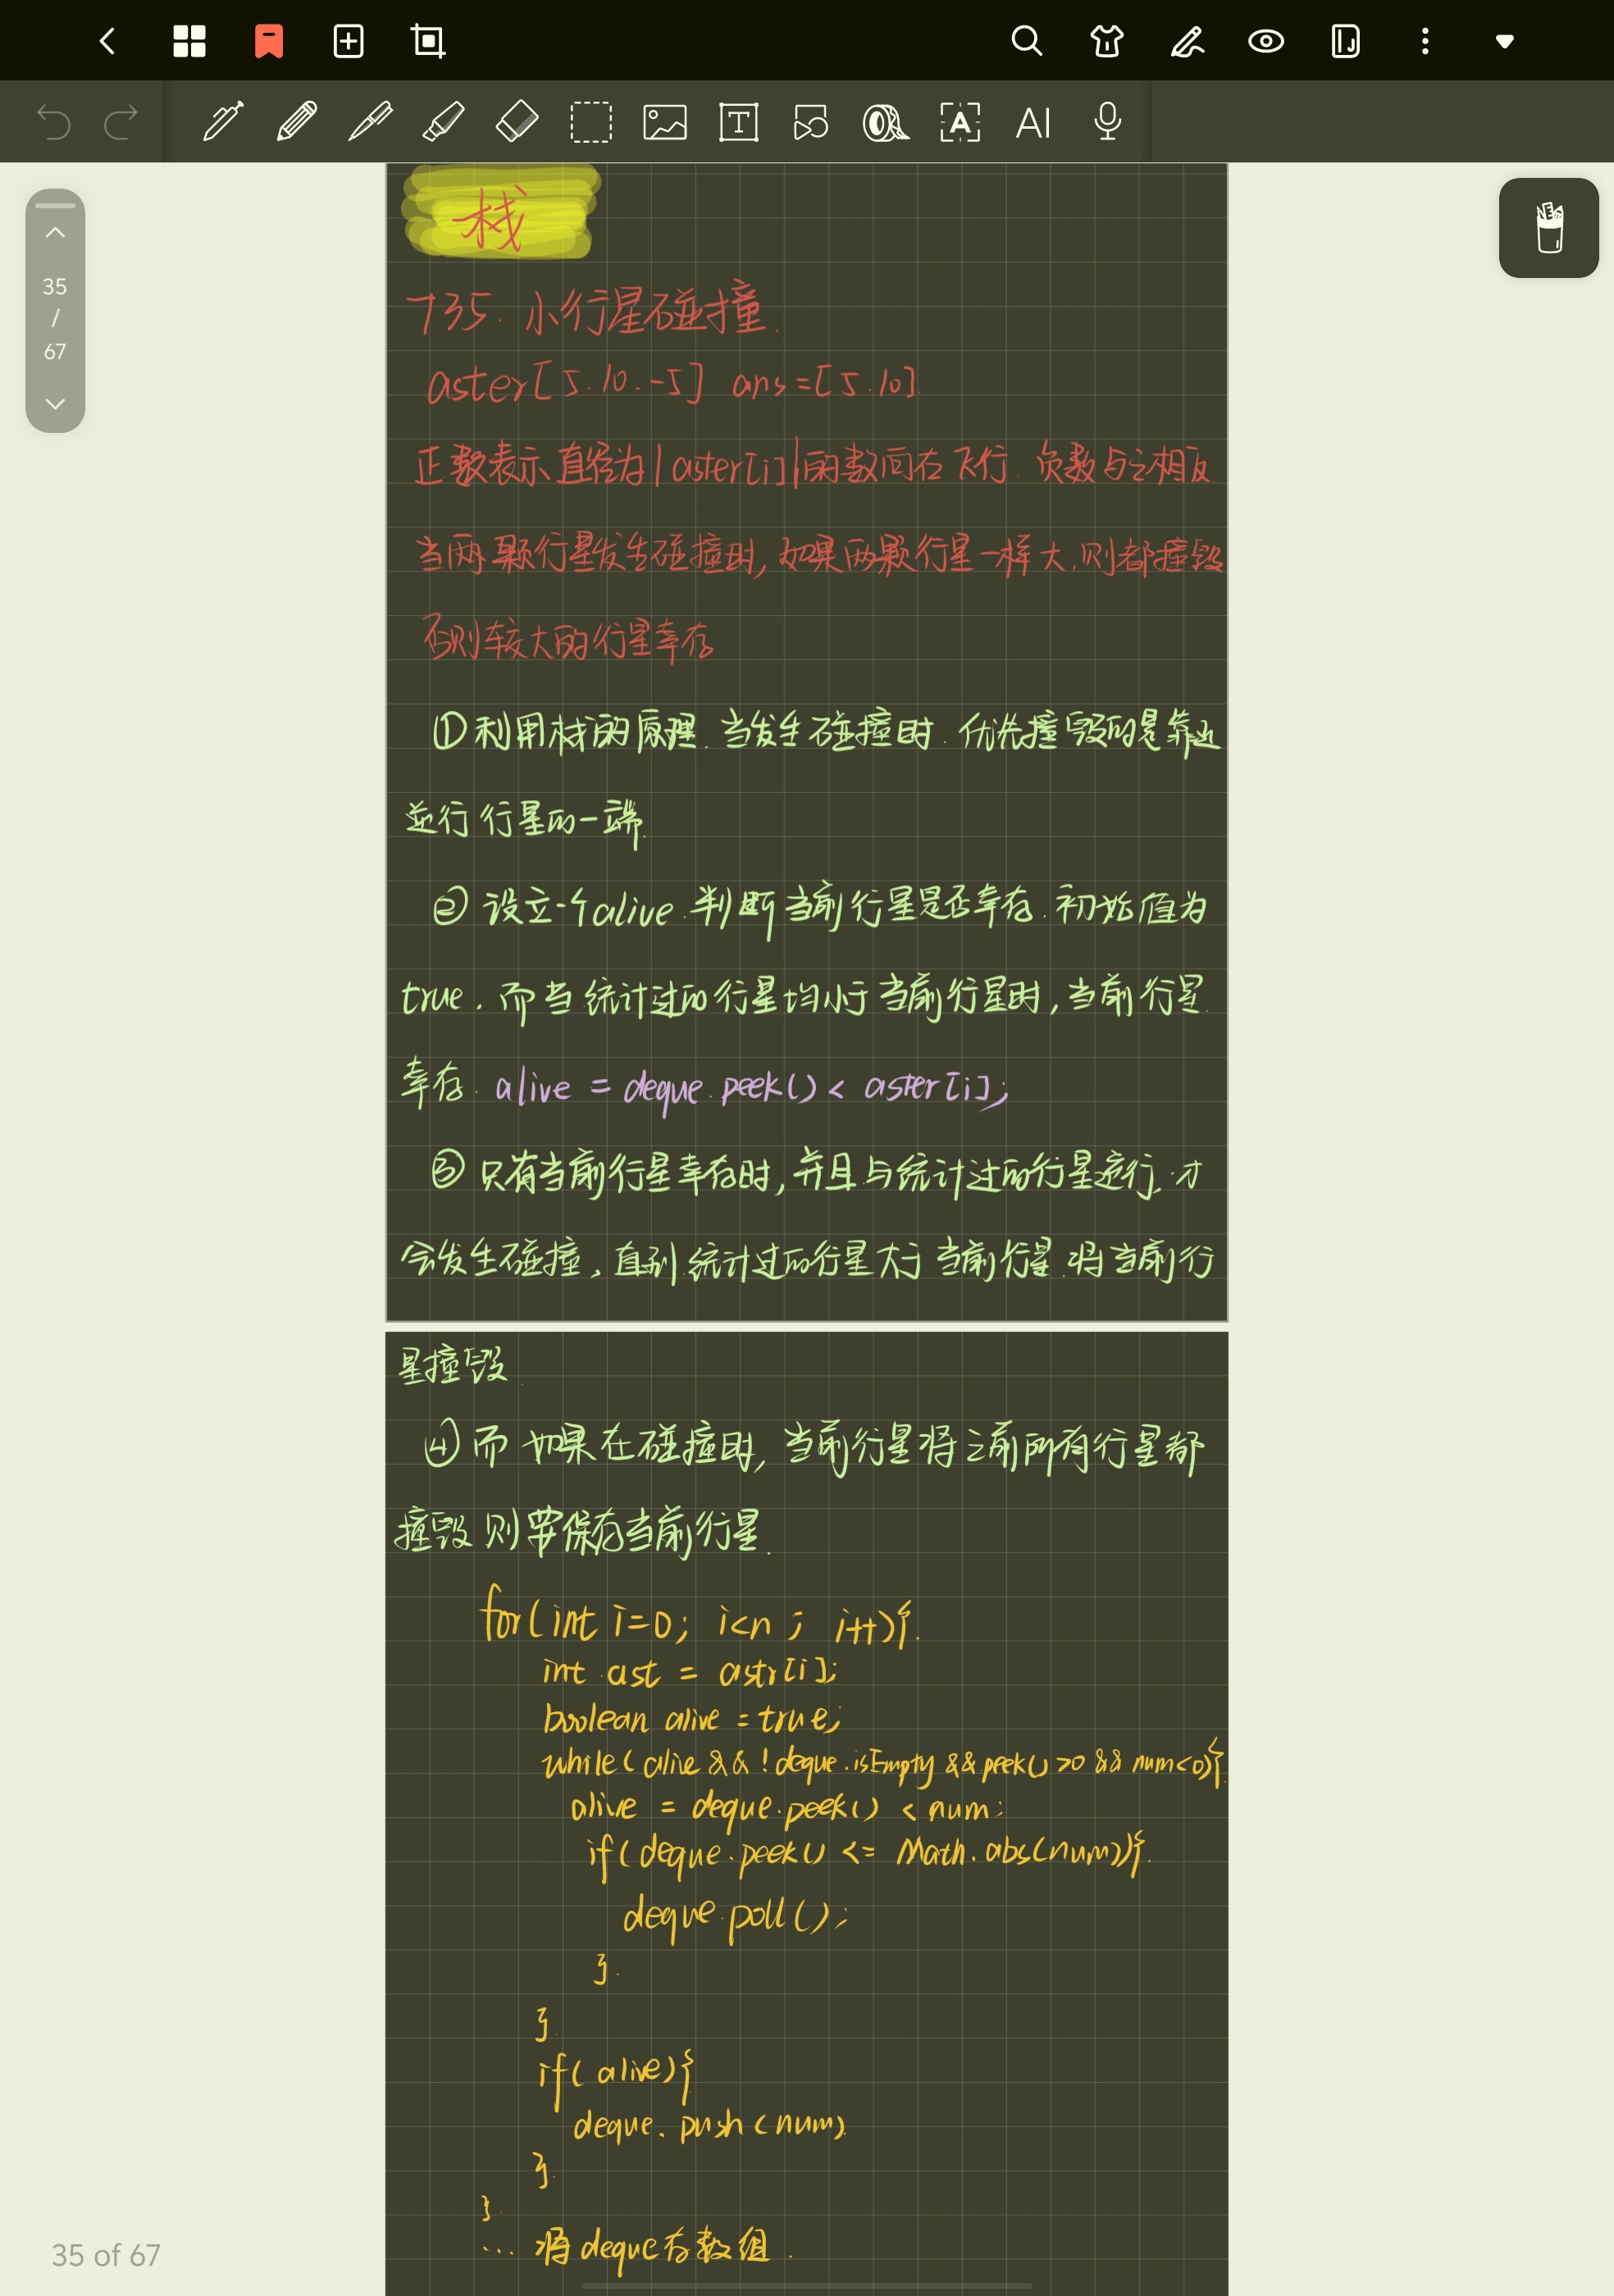 35
/
67
栈
735. 小行星碰撞.
aster[5.10.-5] ans=[5.10].
正数表示直径为|aster[i]|的数向右飞行. 负数与之相反.
当两颗行星发生碰撞时, 如果两颗行星一样大,则都撞毁
否则较大的行星幸存
①利用栈的原理. 当发生碰撞时. 优先撞毁的是靠近
逆行行星的一端.
② 设立一个alive.判断当前行星是否幸存. 初始值为
true. 而当统计过的行星均小于当前行星时, 当前行星.
幸存. alive = deque.peek() < aster[i];
③ 只有当前行星幸存时, 并且与统计过的行星逆行, 才
会发生碰撞, 直到统计过的行星大于当前行星.将当前行
星撞毁.
④ 而如果在碰撞时, 当前行星将之前所有行星都
撞毁则要保存当前行星.
for(int i=0; i<n; i++){.
int ast = astr[i];
boolean alive = true;
while( alive && !deque.isEmpty && peek()>0 && num<0){.
alive = deque.peek() < num;
if( deque.peek() <= Math.abs(num)){.
deque.poll();
}.
}.
if( alive){
deque.push(num).
}.
}.
... 将deque存数组.
AI
35 of 67